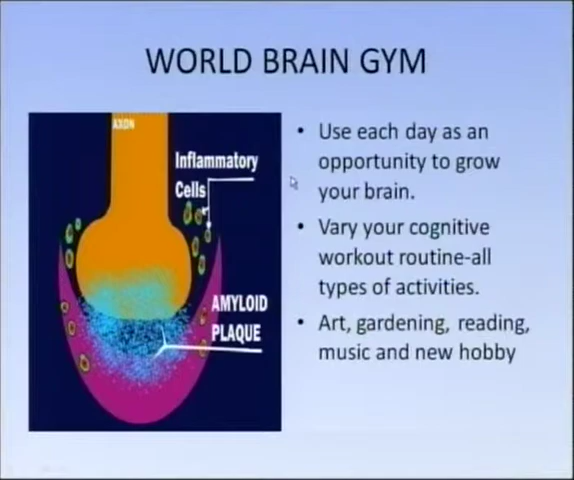 WORLD BRAIN GYM
AXON
Inflammatory
Cells
AMYLOID
PLAQUE
• Use each day as an
opportunity to grow
your brain.
• Vary your cognitive
workout routine-all
types of activities.
• Art, gardening, reading,
music and new hobby